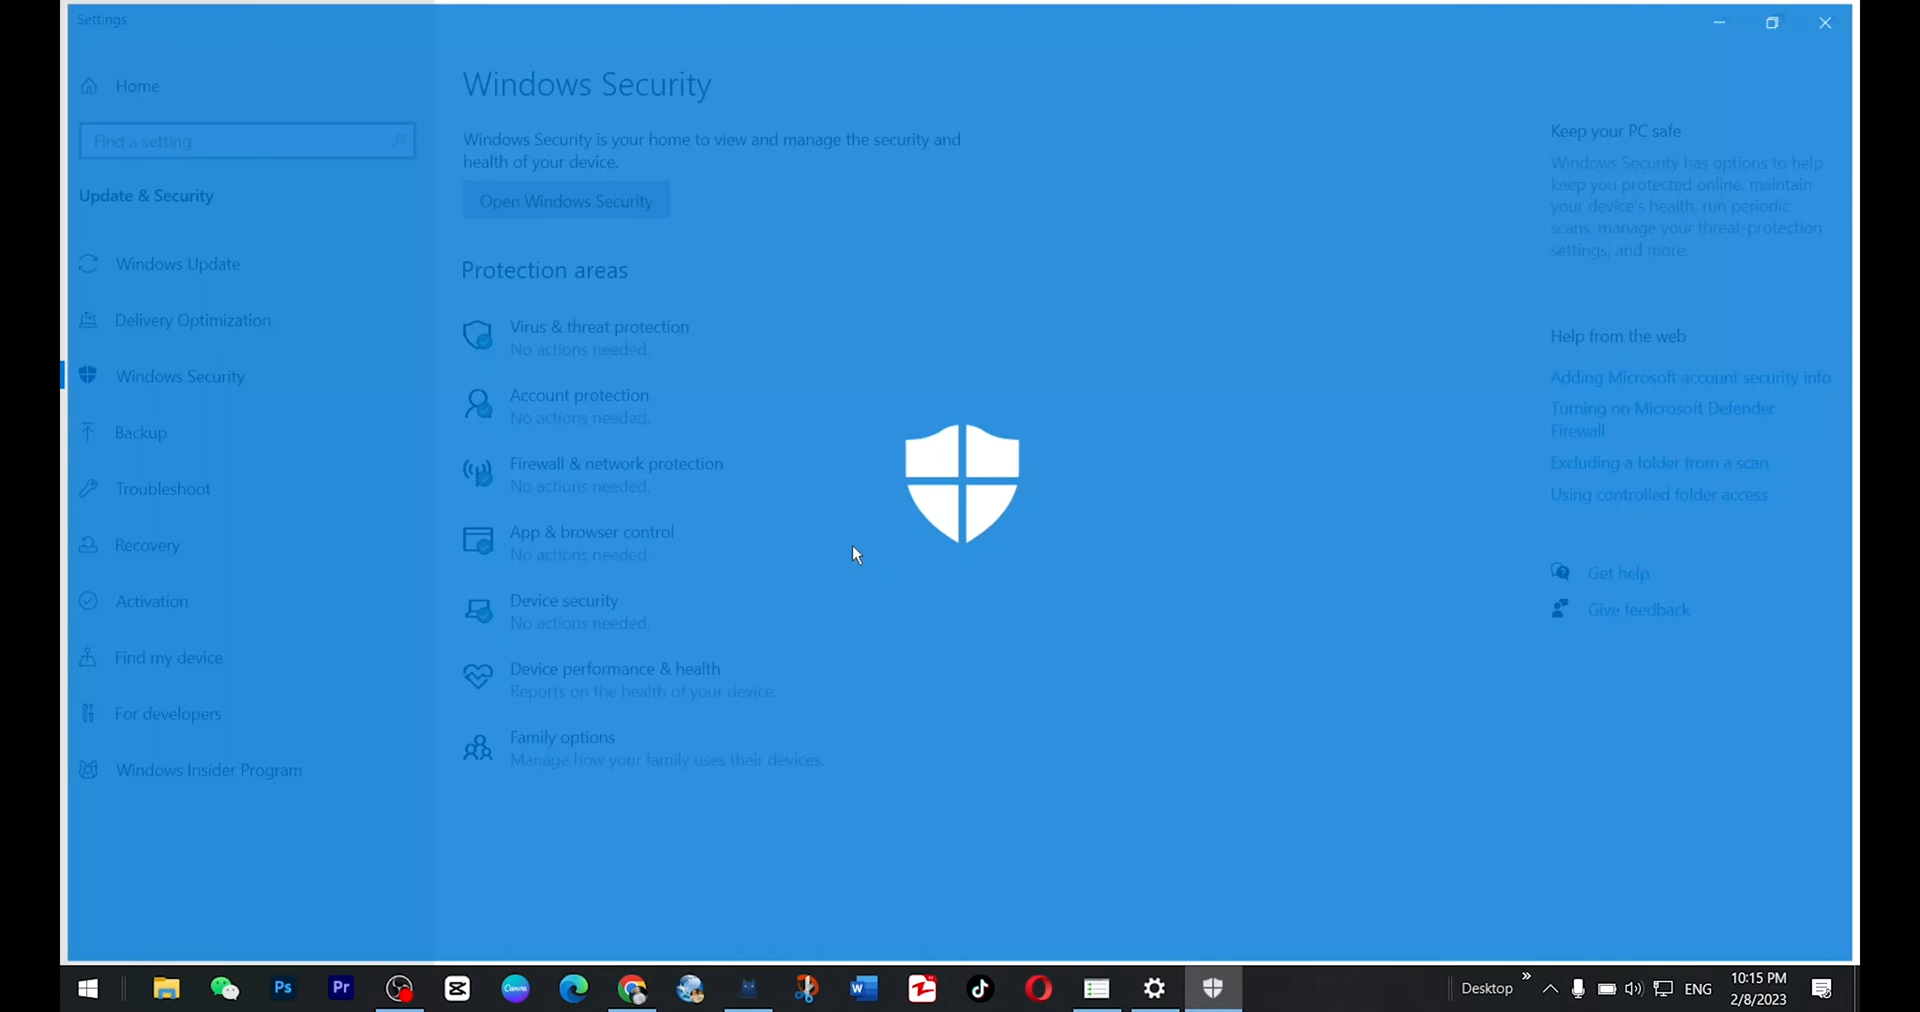 Settings
Home
Find a setting
Update & Security
Windows Update
Delivery Optimization
Windows Security
Backup
Troubleshoot
Recovery
Activation
Find my device
For developers
Windows Insider Program
Windows Security
Windows Security is your home to view and manage the security and
health of your device.
Open Windows Security
Protection areas
Virus & threat protection
No actions needed.
Account protection
No actions needed.
Firewall & network protection
No actions needed.
App & browser control
No actions needed.
Device security
No actions needed.
Device performance & health
Reports on the health of your device.
Family options
Manage how your family uses their devices.
Keep your PC safe
Windows Security has options to help
keep you protected online, maintain
your device's health, run periodic
scans, manage your threat-protection
settings, and more.
Help from the web
Adding Microsoft account security info
Turning on Microsoft Defender
Firewall
Excluding a folder from a scan
Using controlled folder access
Get help
Give feedback
Ps
Pr
Canva
W
Desktop
ENG
10:15 PM
2/8/2023